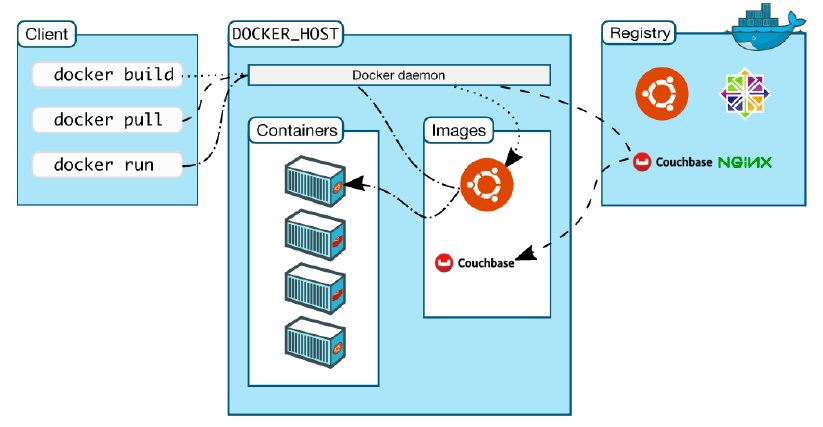 Client
docker build
docker pull
docker run
DOCKER_HOST
Docker daemon
Containers
Images
Couchbase
Registry
Couchbase NGINX